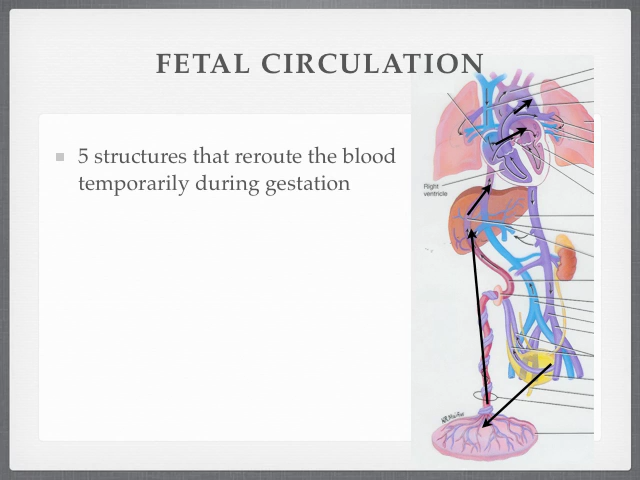 FETAL CIRCULATION
5 structures that reroute the blood
temporarily during gestation
Right
ventricle